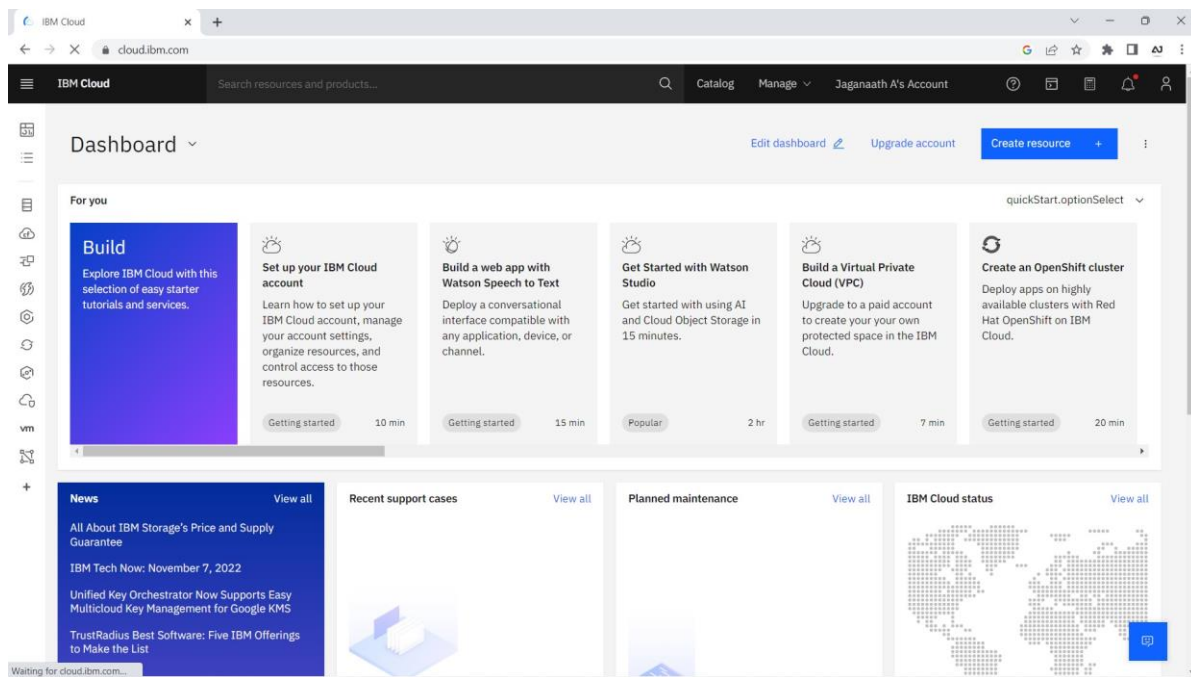 IBM Cloud
cloud.ibm.com
IBM Cloud
Search resources and products...
Catalog
Manage
Jaganaath A's Account
Dashboard
Edit dashboard
Upgrade account
Create resource +
For you
quickStart.optionSelect
Build
Explore IBM Cloud with this
selection of easy starter
tutorials and services.
Set up your IBM Cloud
account
Learn how to set up your
IBM Cloud account, manage
your account settings,
organize resources, and
control access to those
resources.
Getting started
10 min
Build a web app with
Watson Speech to Text
Deploy a conversational
interface compatible with
any application, device, or
channel.
Getting started
15 min
Get Started with Watson
Studio
Get started with using AI
and Cloud Object Storage in
15 minutes.
Popular
2 hr
Build a Virtual Private
Cloud (VPC)
Upgrade to a paid account
to create your your own
protected space in the IBM
Cloud.
Getting started
7 min
Create an OpenShift cluster
Deploy apps on highly
available clusters with Red
Hat OpenShift on IBM
Cloud.
Getting started
20 min
vm
News
View all
All About IBM Storage's Price and Supply
Guarantee
IBM Tech Now: November 7, 2022
Unified Key Orchestrator Now Supports Easy
Multicloud Key Management for Google KMS
TrustRadius Best Software: Five IBM Offerings
to Make the List
Recent support cases
View all
Planned maintenance
View all
IBM Cloud status
View all
Waiting for cloud.ibm.com...